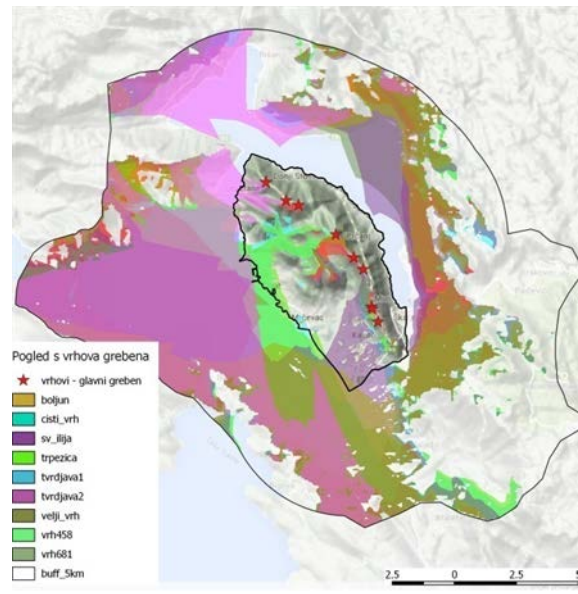 Pogled s vrhova grebena
vrhovi - glavni greben
boljun
cisti_vrh
sv_ilija
trpezica
tvrdjava1
tvrdjava2
velji_vrh
vrh458
vrh681
buff_5km
2.5 0 2.5 5